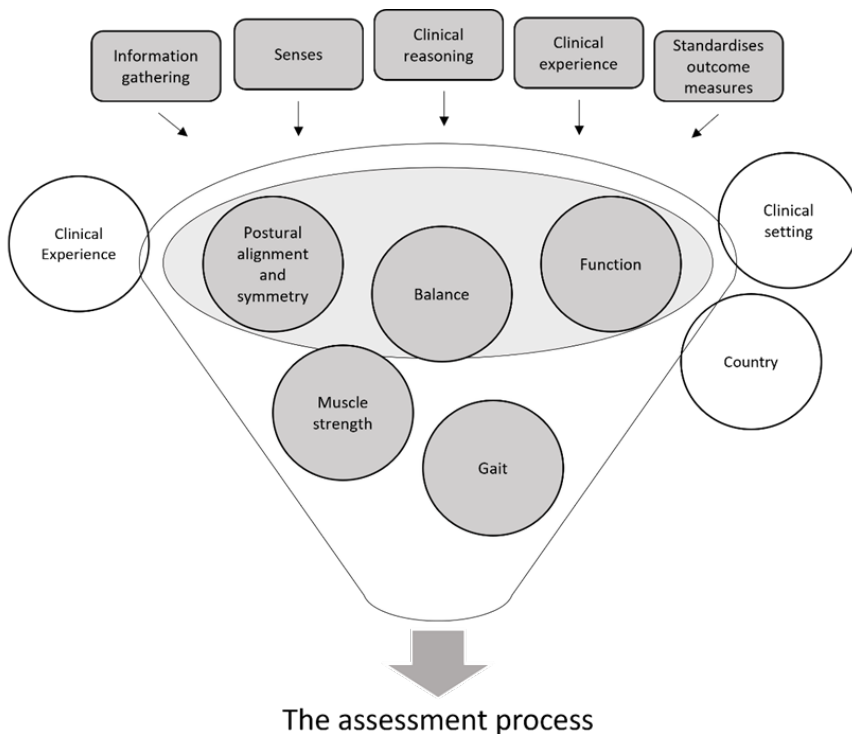 Information
gathering
Senses
Clinical
reasoning
Clinical
experience
Standardises
outcome
measures
Clinical
Experience
Postural
alignment
and
symmetry
Balance
Function
Clinical
setting
Country
Muscle
strength
Gait
The assessment process